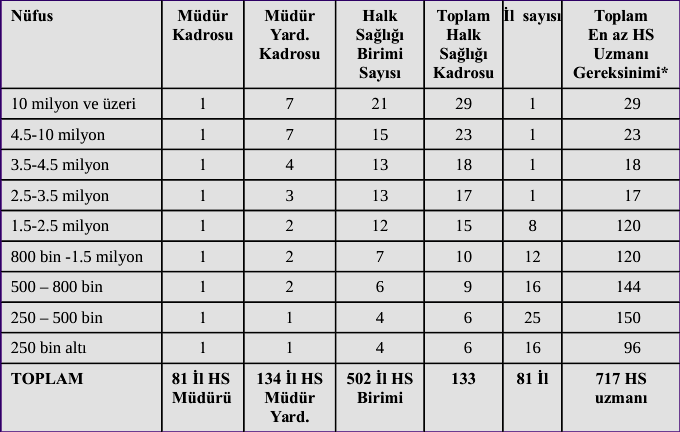 Nüfus | Müdür Kadrosu | Müdür Yard. Kadrosu | Halk Sağlığı Birimi Sayısı | Toplam Halk Sağlığı Kadrosu | İl sayısı | Toplam En az HS Uzmanı Gereksinimi*
10 milyon ve üzeri | 1 | 7 | 21 | 29 | 1 | 29
4.5-10 milyon | 1 | 7 | 15 | 23 | 1 | 23
3.5-4.5 milyon | 1 | 4 | 13 | 18 | 1 | 18
2.5-3.5 milyon | 1 | 3 | 13 | 17 | 1 | 17
1.5-2.5 milyon | 1 | 2 | 12 | 15 | 8 | 120
800 bin -1.5 milyon | 1 | 2 | 7 | 10 | 12 | 120
500 – 800 bin | 1 | 2 | 6 | 9 | 16 | 144
250 – 500 bin | 1 | 1 | 4 | 6 | 25 | 150
250 bin altı | 1 | 1 | 4 | 6 | 16 | 96
TOPLAM | 81 İl HS Müdürü | 134 İl HS Müdür Yard. | 502 İl HS Birimi | 133 | 81 İl | 717 HS uzmanı